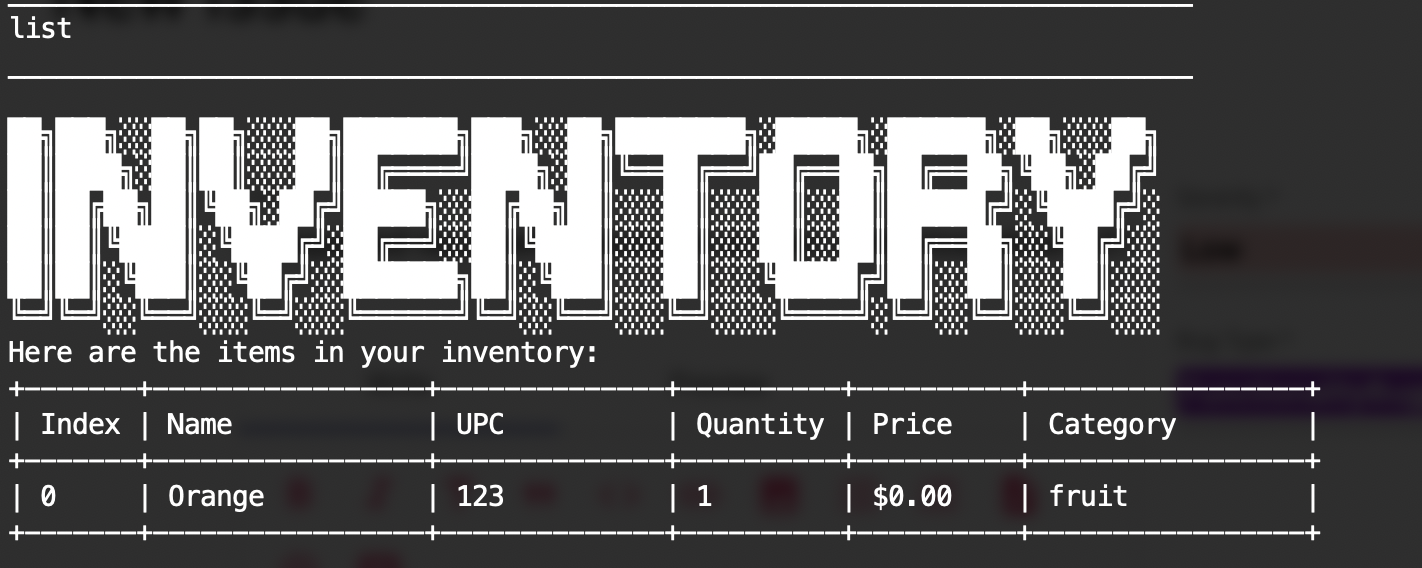 list
INVENTORY
Here are the items in your inventory:
| Index | Name | UPC | Quantity | Price | Category |
| 0 | Orange | 123 | 1 | $0.00 | fruit |